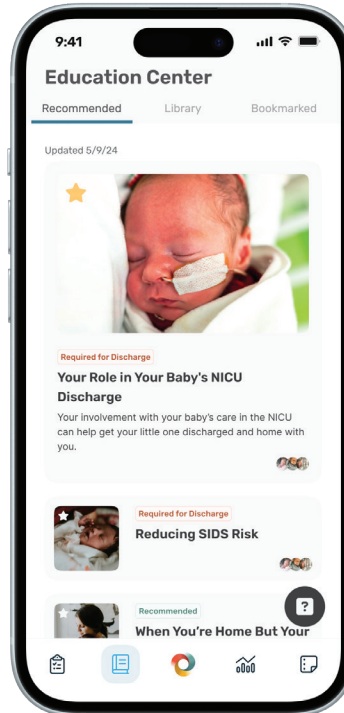 9:41
Education Center
Recommended
Library
Bookmarked
Updated 5/9/24
Required for Discharge
Your Role in Your Baby's NICU
Discharge
Your involvement with your baby's care in the NICU
can help get your little one discharged and home with
you.
Required for Discharge
Reducing SIDS Risk
Recommended
When You're Home But Your
?